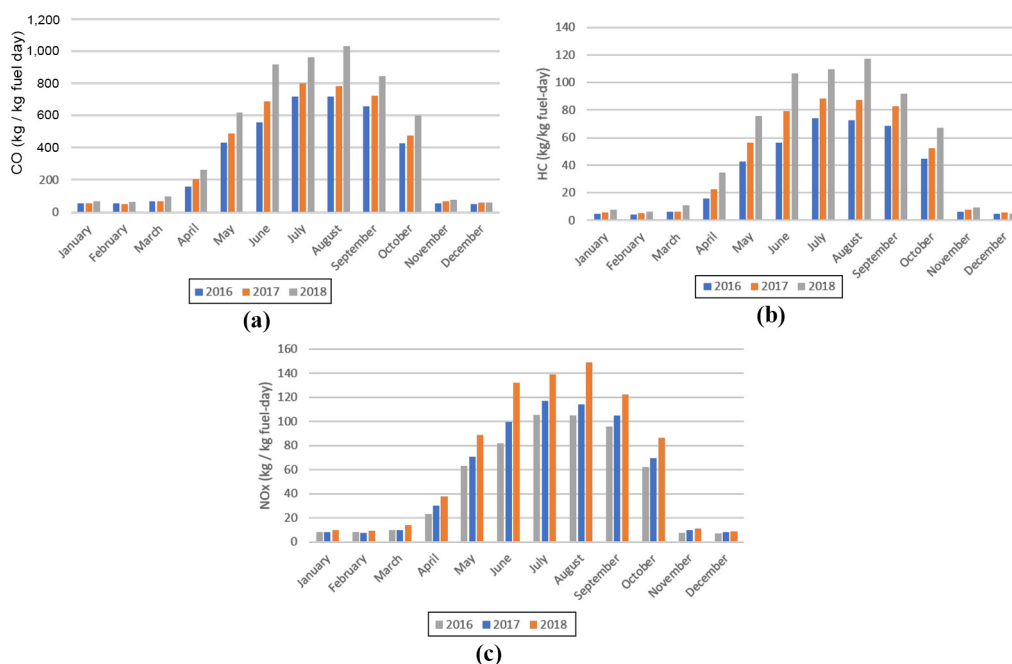 1,200
1,000
800
600
400
200
0
CO (kg / kg fuel day)
January
February
March
April
May
June
July
August
September
October
November
December
2016 2017 2018
(a)
140
120
100
80
60
40
20
0
HC (kg/kg fuel-day)
January
February
March
April
May
June
July
August
September
October
November
December
2016 2017 2018
(b)
160
140
120
100
80
60
40
20
0
NOx (kg / kg fuel-day)
January
February
March
April
May
June
July
August
September
October
November
December
2016 2017 2018
(c)